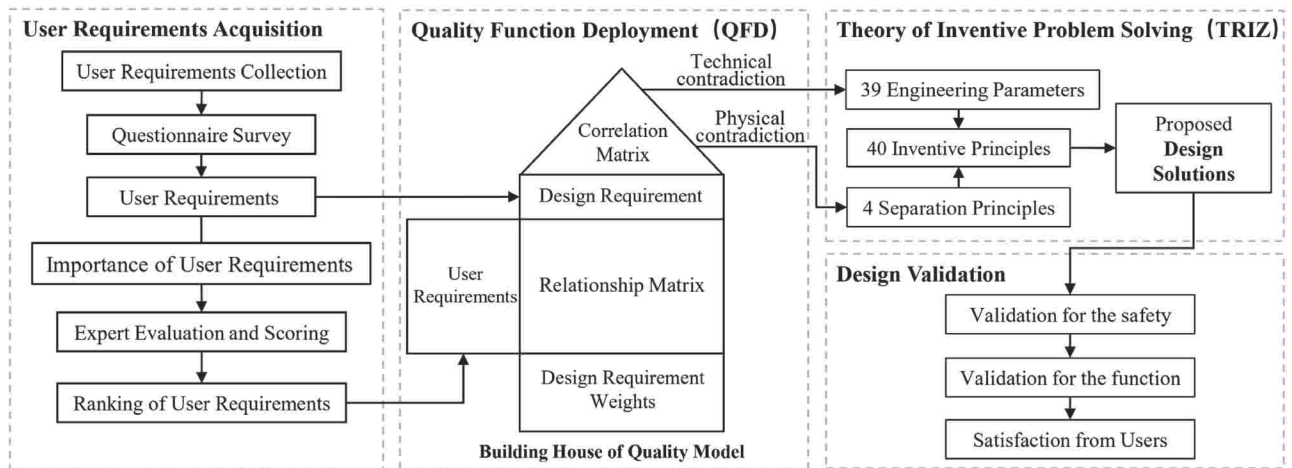 User Requirements Acquisition
User Requirements Collection
Questionnaire Survey
User Requirements
Importance of User Requirements
Expert Evaluation and Scoring
Ranking of User Requirements
Quality Function Deployment（QFD）
Technical
contradiction
Physical
contradiction
Correlation
Matrix
Design Requirement
User
Requirements
Relationship Matrix
Design Requirement
Weights
Building House of Quality Model
Theory of Inventive Problem Solving（TRIZ）
39 Engineering Parameters
40 Inventive Principles
4 Separation Principles
Proposed
Design
Solutions
Design Validation
Validation for the safety
Validation for the function
Satisfaction from Users